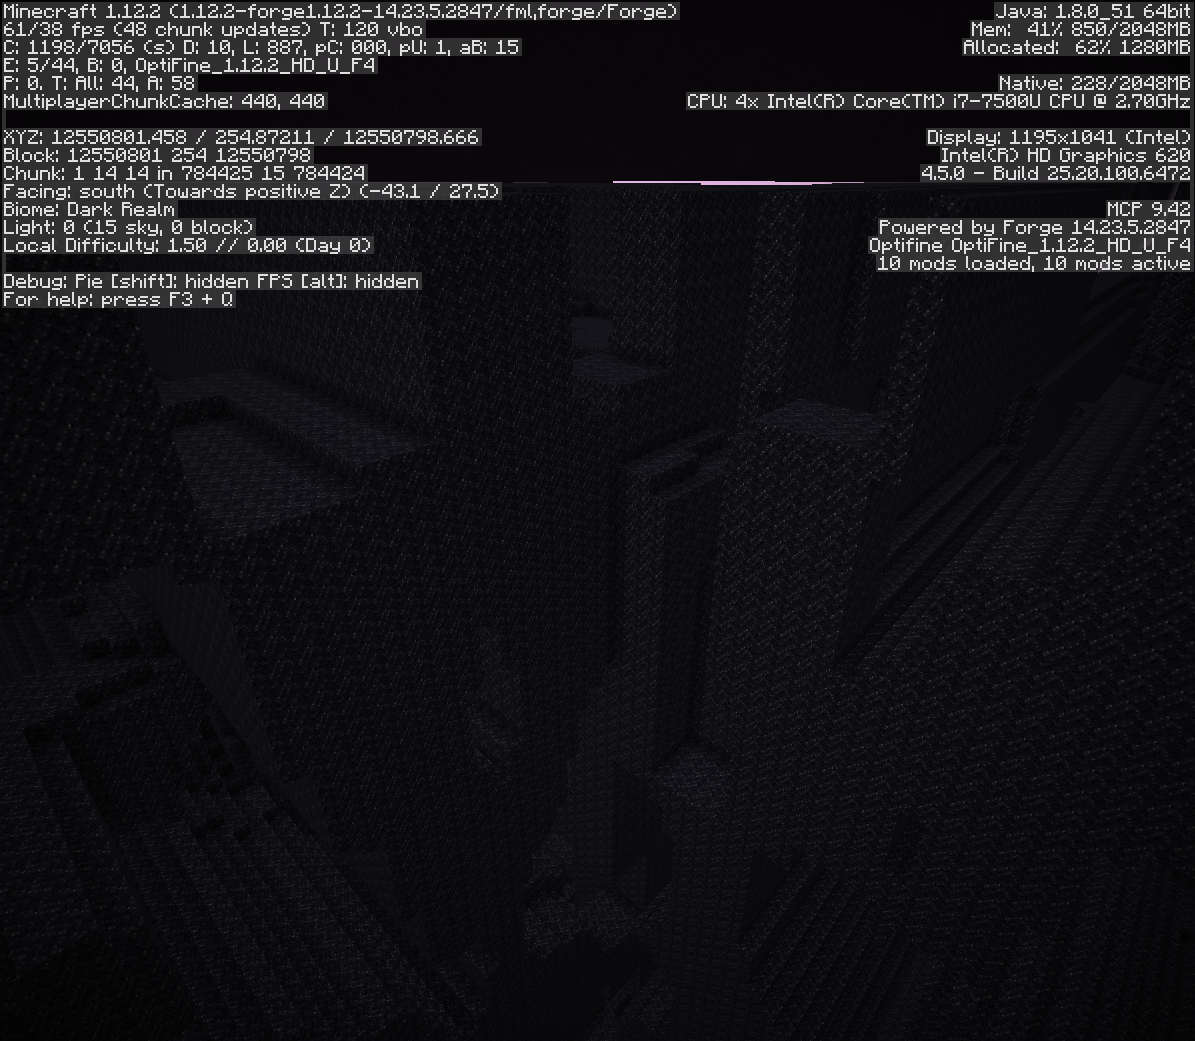 Minecraft 1.12.2 (1.12.2-forge1.12.2-14.23.5.2847/fml,forge/Forge)
61/38 fps (48 chunk updates) T: 120 vbo
C: 1198/7056 (s) D: 10, L: 887, pC: 000, pU: 1, aB: 15
E: 5/44, B: 0, OptiFine_1.12.2_HD_U_F4
P: 0. T: All: 44, A: 58
MultiplayerChunkCache: 440, 440
XYZ: 12550801.458 / 254.87211 / 12550798.666
Block: 12550801 254 12550798
Chunk: 1 14 14 in 784425 15 784424
Facing: south (Towards positive Z) (-43.1 / 27.5)
Biome: Dark Realm
Light: 0 (15 sky, 0 block)
Local Difficulty: 1.50 // 0.00 (Day 0)
Debug: Pie [shift]: hidden FPS [alt]: hidden
For help: press F3 + Q
Java: 1.8.0_51 64bit
Mem: 41% 850/2048MB
Allocated: 62% 1280MB
Native: 228/2048MB
CPU: 4x Intel(R) Core(TM) i7-7500U CPU @ 2.70GHz
Display: 1195x1041 (Intel)
Intel(R) HD Graphics 620
4.5.0 - Build 25.20.100.6472
MCP 9.42
Powered by Forge 14.23.5.2847
Optifine OptiFine_1.12.2_HD_U_F4
10 mods loaded, 10 mods active